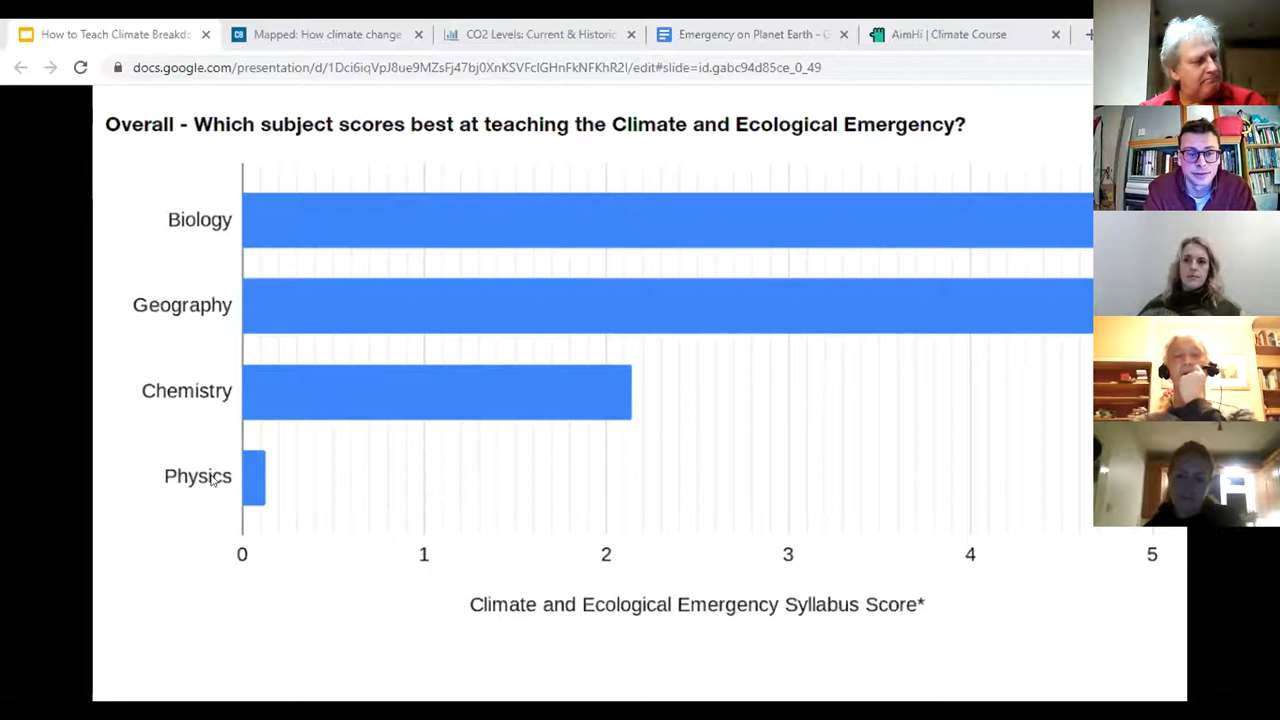 How to Teach Climate Breakdo
Mapped: How climate change
CO2 Levels: Current & Historic
Emergency on Planet Earth - G
AimHi | Climate Course
docs.google.com/presentation/d/1Dci6iqVpJ8ue9MZsFj47bj0XnKSVFcIGHnFkNFKhR2I/edit#slide=id.gabc94d85ce_0_49
Overall - Which subject scores best at teaching the Climate and Ecological Emergency?
Biology
Geography
Chemistry
Physics
0 1 2 3 4 5
Climate and Ecological Emergency Syllabus Score*